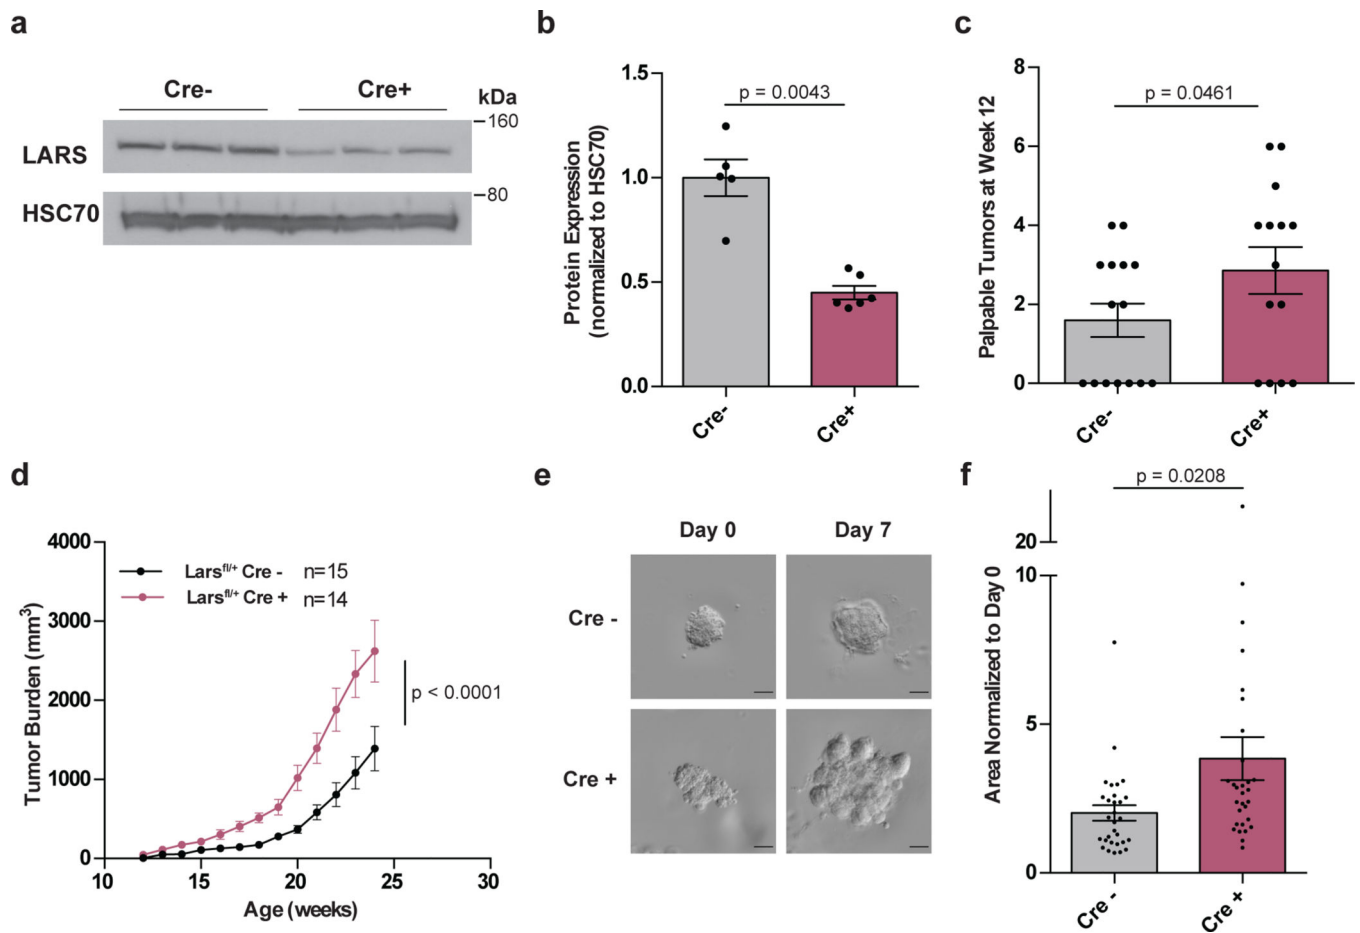 a
Cre-
Cre+
kDa
160
LARS
80
HSC70
b
p = 0.0043
Protein Expression
(normalized to HSC70)
1.5
1.0
0.5
0.0
Cre-
Cre+
c
p = 0.0461
Palpable Tumors at Week 12
8
6
4
2
0
Cre-
Cre+
d
Tumor Burden (mm³)
4000
3000
2000
1000
0
Lars^fl/+ Cre - n=15
Lars^fl/+ Cre + n=14
p < 0.0001
10 15 20 25 30
Age (weeks)
e
Day 0 Day 7
Cre -
Cre +
f
p = 0.0208
Area Normalized to Day 0
20
10
5
0
Cre -
Cre +